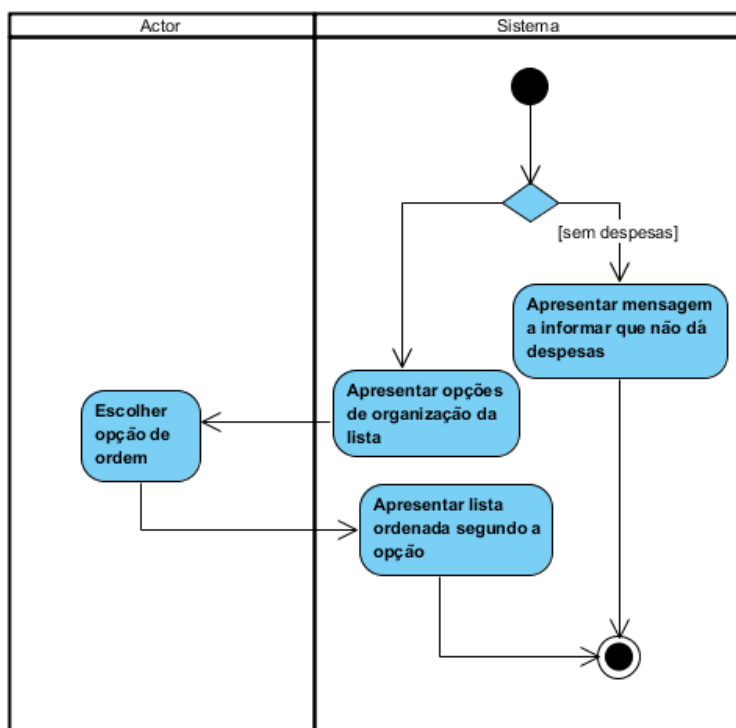 Actor
Sistema
[sem despesas]
Apresentar mensagem
a informar que não dá
despesas
Apresentar opções
de organização da
lista
Escolher
opção de
ordem
Apresentar lista
ordenada segundo a
opção